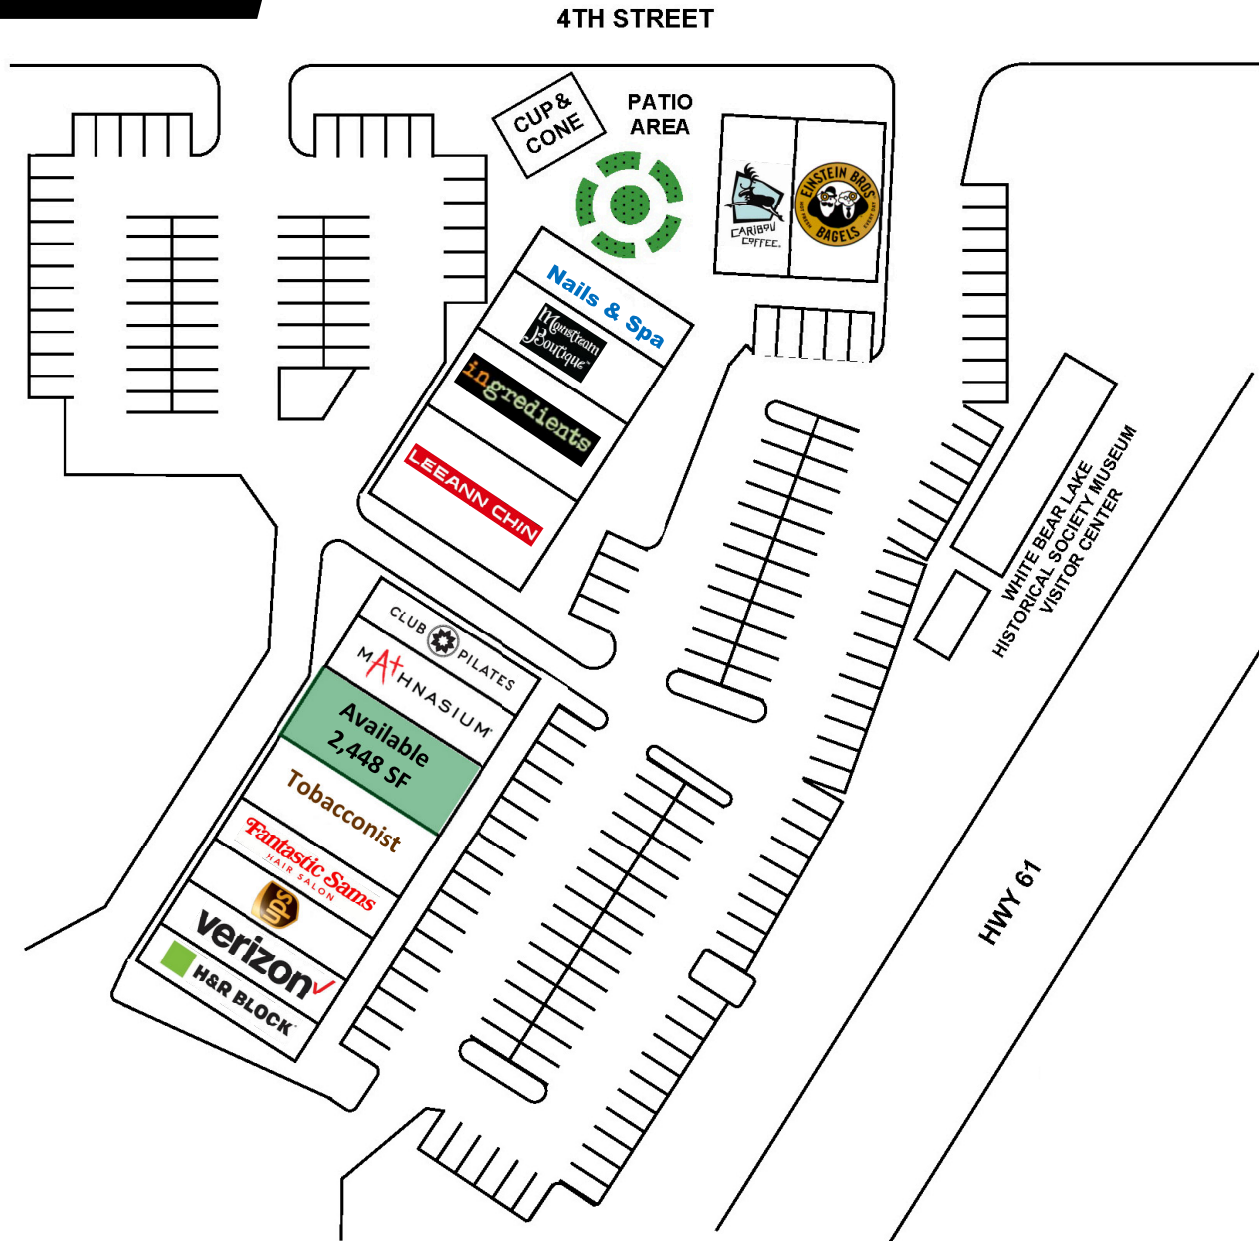 4TH STREET
CUP &
CONE
PATIO
AREA
CARIBOU
COFFEE
EINSTEIN BROS
BAGELS
Nails & Spa
Mainstream
Boutique
ingredients
LEEANN CHIN
WHITE BEAR LAKE
HISTORICAL SOCIETY MUSEUM
VISITOR CENTER
CLUB PILATES
MATHNASIUM
Available
2,448 SF
Tobacconist
Fantastic Sams
HAIR SALON
ups
verizon
H&R BLOCK
HWY 61